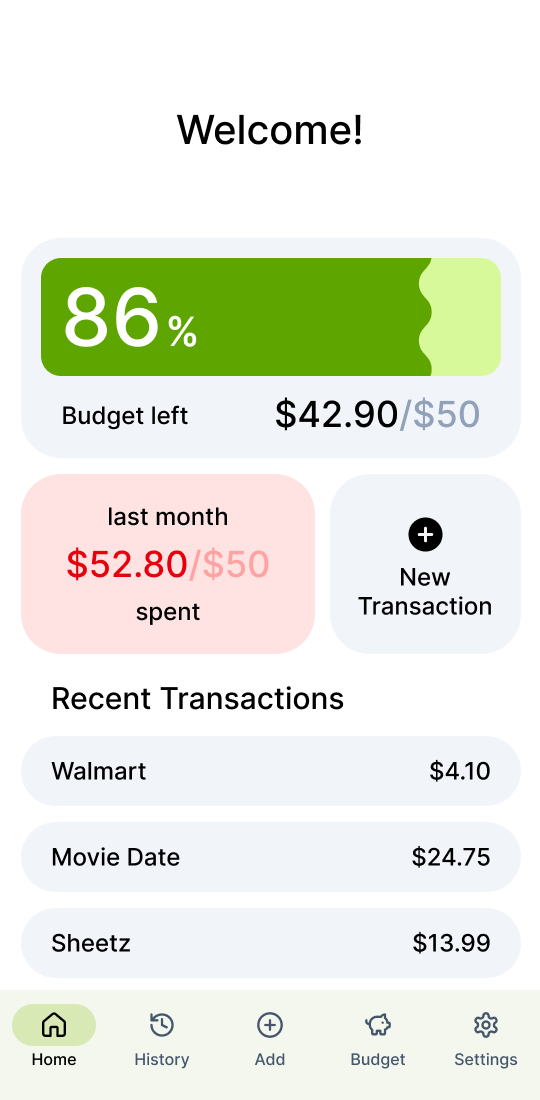 Welcome!
86%
Budget left
$42.90/$50
last month
$52.80/$50
spent
New
Transaction
Recent Transactions
Walmart
$4.10
Movie Date
$24.75
Sheetz
$13.99
Home
History
Add
Budget
Settings